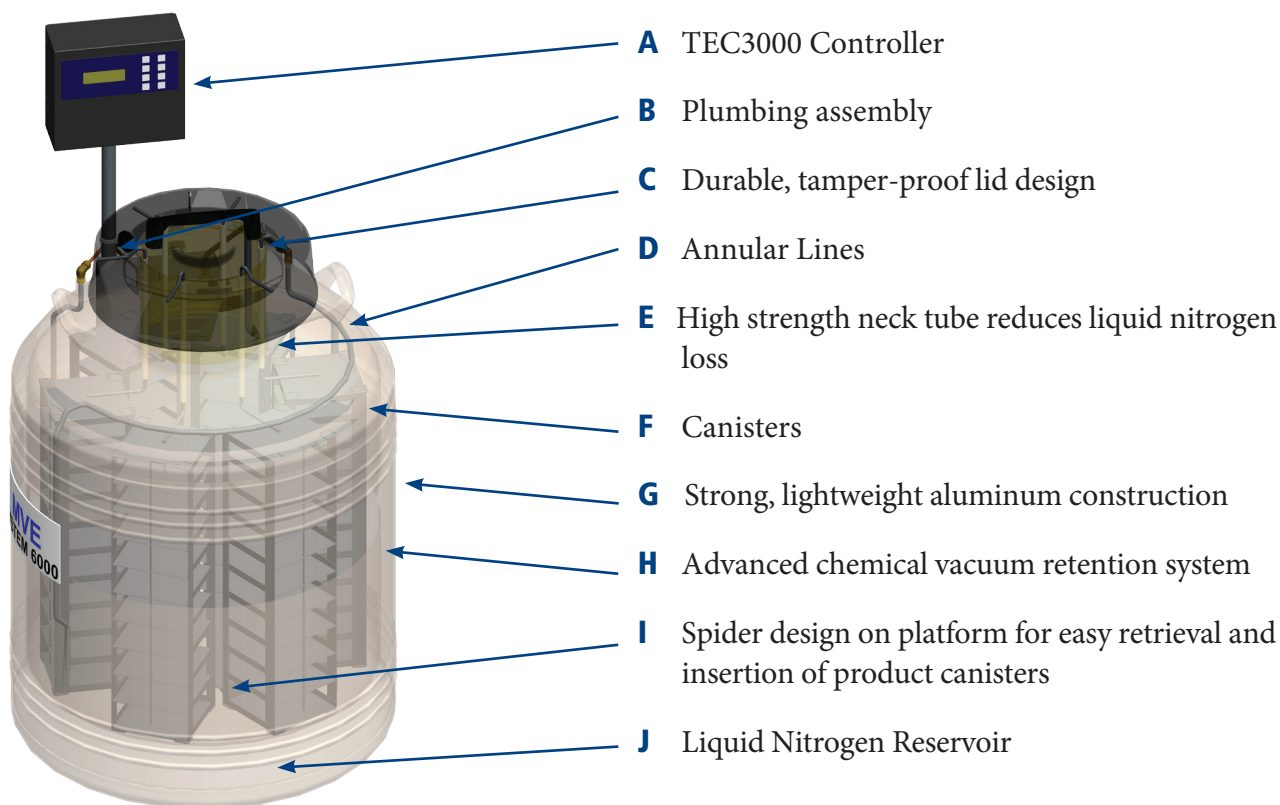 A TEC3000 Controller
B Plumbing assembly
C Durable, tamper-proof lid design
D Annular Lines
E High strength neck tube reduces liquid nitrogen
loss
F Canisters
G Strong, lightweight aluminum construction
H Advanced chemical vacuum retention system
I Spider design on platform for easy retrieval and
insertion of product canisters
J Liquid Nitrogen Reservoir
MVE
STEM 6000